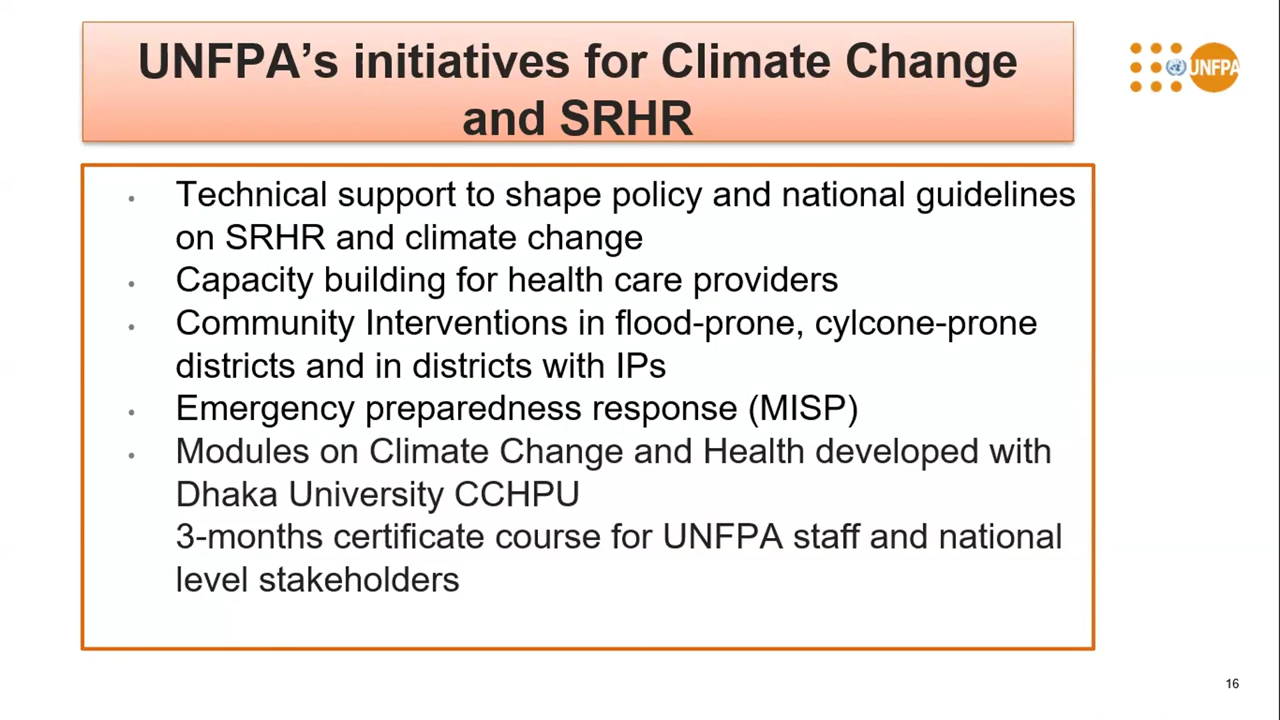 UNFPA's initiatives for Climate Change
and SRHR
UNFPA
• Technical support to shape policy and national guidelines
on SRHR and climate change
• Capacity building for health care providers
• Community Interventions in flood-prone, cylcone-prone
districts and in districts with IPs
• Emergency preparedness response (MISP)
• Modules on Climate Change and Health developed with
Dhaka University CCHPU
3-months certificate course for UNFPA staff and national
level stakeholders
16